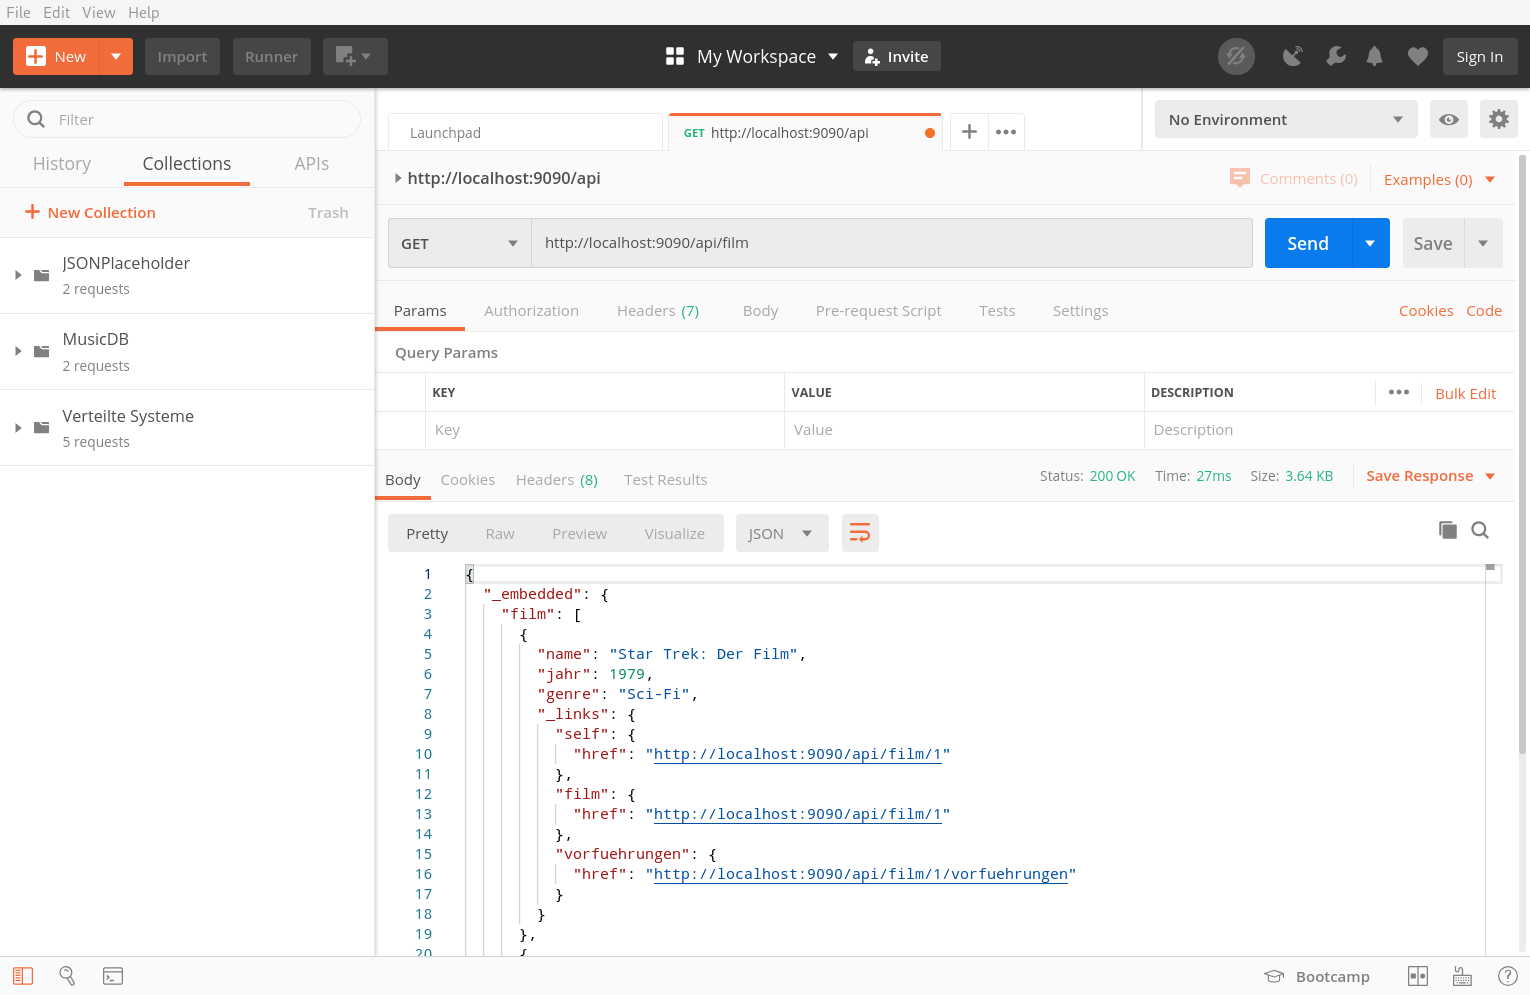 File Edit View Help
New Import Runner My Workspace Invite Sign In
Filter
History Collections APIs
New Collection Trash
JSONPlaceholder
2 requests
MusicDB
2 requests
Verteilte Systeme
5 requests
Launchpad GET http://localhost:9090/api No Environment
http://localhost:9090/api Comments (0) Examples (0)
GET http://localhost:9090/api/film Send Save
Params Authorization Headers (7) Body Pre-request Script Tests Settings Cookies Code
Query Params
KEY VALUE DESCRIPTION Bulk Edit
Key Value Description
Body Cookies Headers (8) Test Results Status: 200 OK Time: 27ms Size: 3.64 KB Save Response
Pretty Raw Preview Visualize JSON
1 {
2 "_embedded": {
3 "film": [
4 {
5 "name": "Star Trek: Der Film",
6 "jahr": 1979,
7 "genre": "Sci-Fi",
8 "_links": {
9 "self": {
10 "href": "http://localhost:9090/api/film/1"
11 },
12 "film": {
13 "href": "http://localhost:9090/api/film/1"
14 },
15 "vorfuehrungen": {
16 "href": "http://localhost:9090/api/film/1/vorfuehrungen"
17 }
18 }
19 },
20 {
Bootcamp